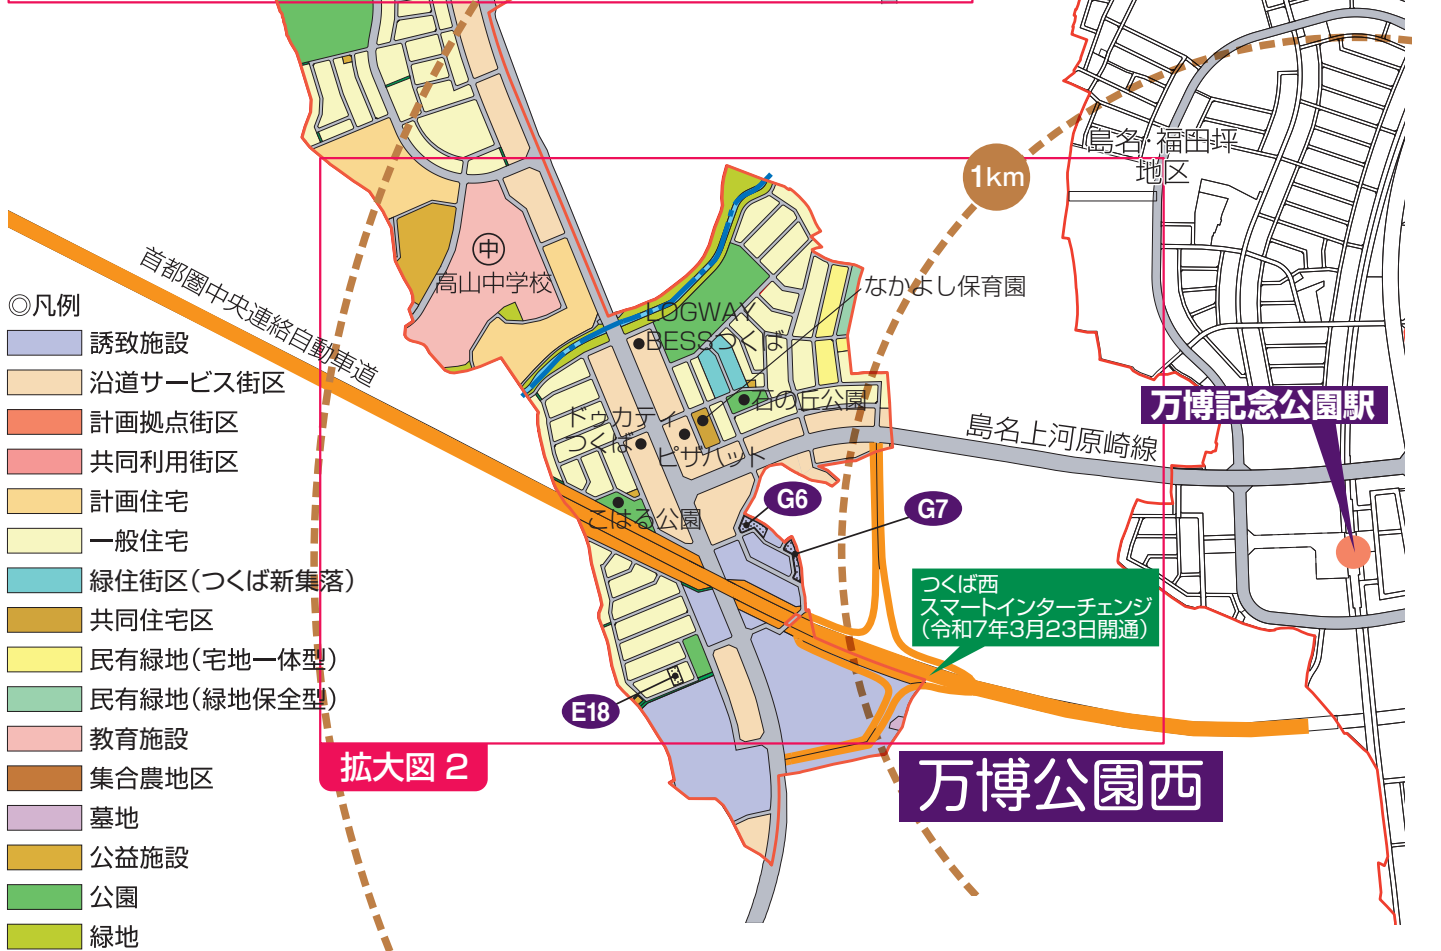 島名・福田坪
地区
1km
中
高山中学校
首都圏中央連絡自動車道
なかよし保育園
LOGWAY
BESSつくば
石の丘公園
ドゥカティ
つくば
ピザハット
こはる公園
島名上河原崎線
万博記念公園駅
G6
G7
E18
つくば西
スマートインターチェンジ
(令和7年3月23日開通)
拡大図 2
万博公園西
◎凡例
誘致施設
沿道サービス街区
計画拠点街区
共同利用街区
計画住宅
一般住宅
緑住街区(つくば新集落)
共同住宅区
民有緑地(宅地一体型)
民有緑地(緑地保全型)
教育施設
集合農地区
墓地
公益施設
公園
緑地